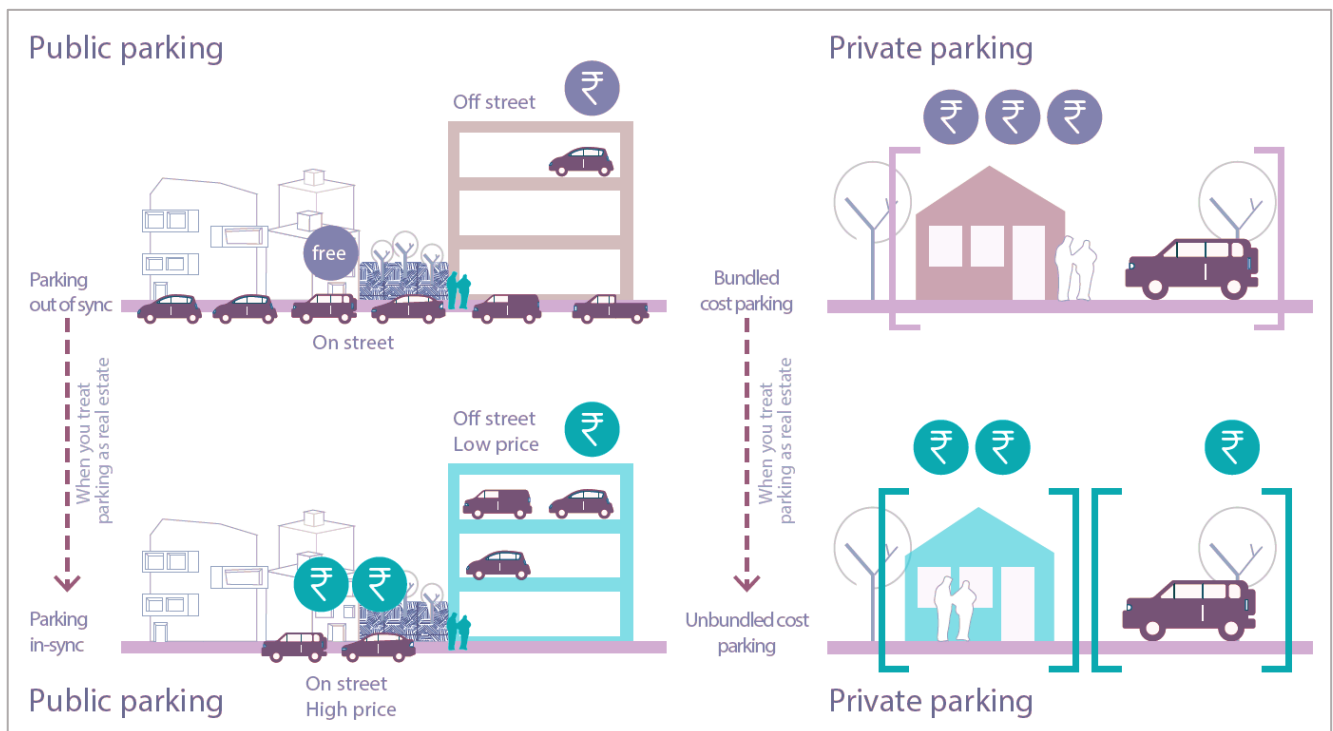 Public parking
Off street
₹
free
Parking
out of sync
On street
When you treat
parking as real estate
Off street
Low price
₹
₹ ₹
Parking
in-sync
On street
High price
Public parking
Private parking
₹ ₹ ₹
Bundled
cost parking
When you treat
parking as real estate
₹ ₹
₹
Unbundled cost
parking
Private parking